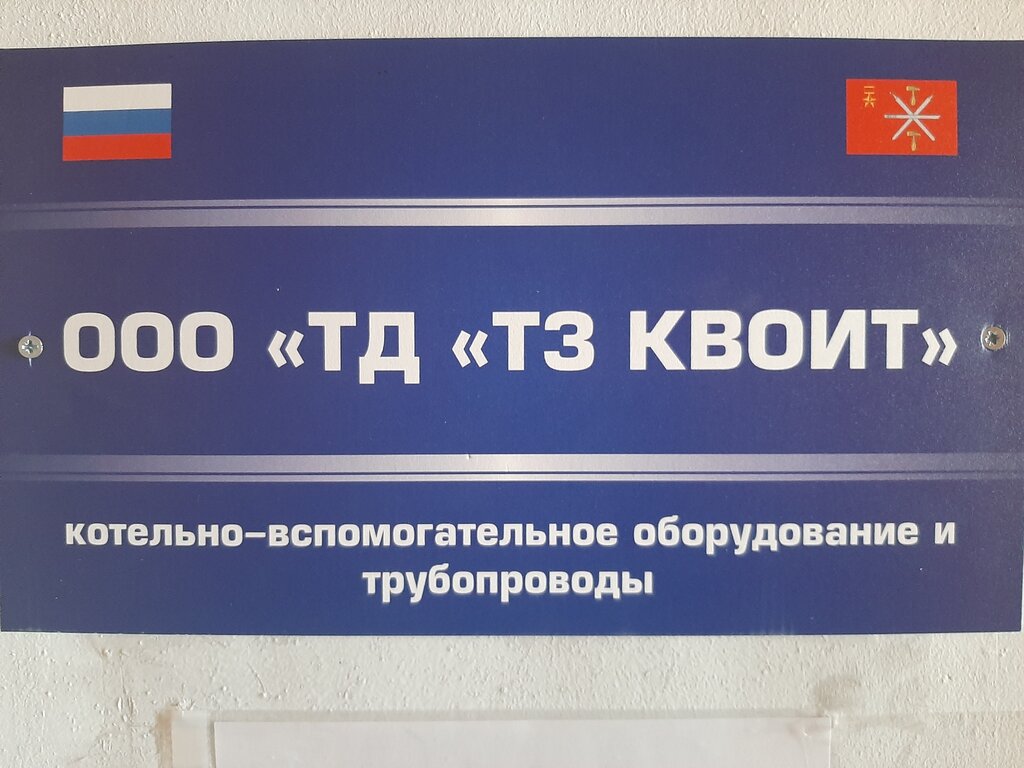 ООО «ТД «ТЗ КВОИТ»
котельно-вспомогательное оборудование и
трубопроводы